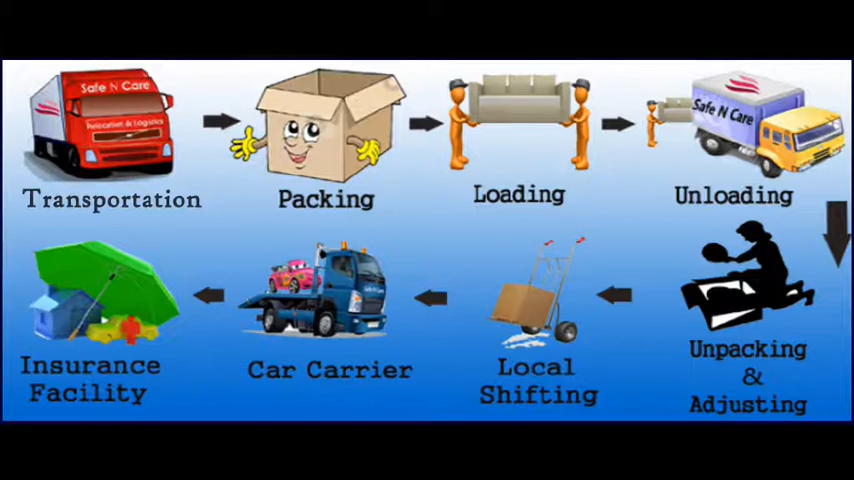 Safe N Care
Relocation & Logistics
Transportation
Packing
Loading
Safe N Care
Unloading
Unpacking
&
Adjusting
Local
Shifting
Car Carrier
Insurance
Facility